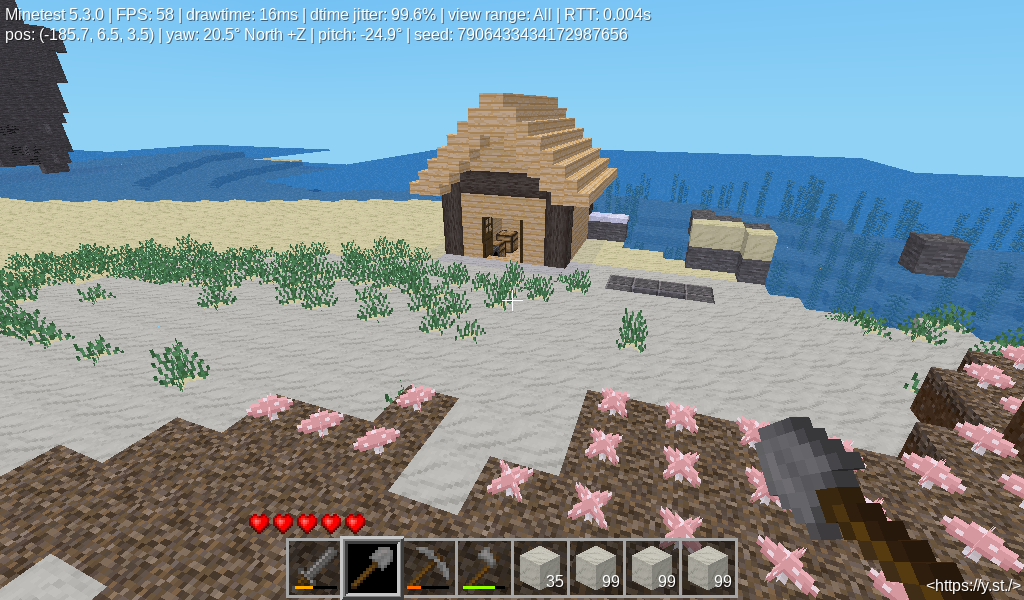 Minetest 5.3.0 | FPS: 58 | drawtime: 16ms | dtime jitter: 99.6% | view range: All | RTT: 0.004s
pos: (-185.7, 6.5, 3.5) | yaw: 20.5° North +Z | pitch: -24.9° | seed: 7906433434172987656
35 99 99 99
<https://y.st./>